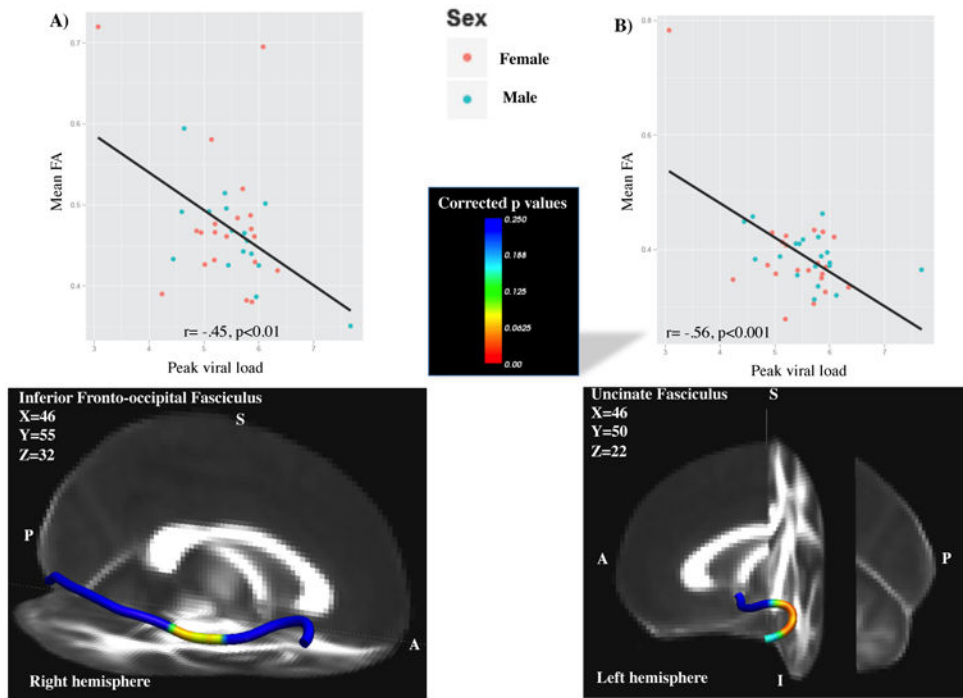 A)
0.7
0.6
0.5
0.4
Mean FA
r= -.45, p<0.01
3
4
5
6
7
Peak viral load
Sex
Female
Male
Corrected p values
0.250
0.188
0.125
0.0625
0.00
B)
0.8
0.6
0.4
Mean FA
r= -.56, p<0.001
3
4
5
6
7
Peak viral load
Inferior Fronto-occipital Fasciculus
X=46
Y=55
Z=32
S
P
A
Right hemisphere
Uncinate Fasciculus
X=46
Y=50
Z=22
S
A
P
I
Left hemisphere